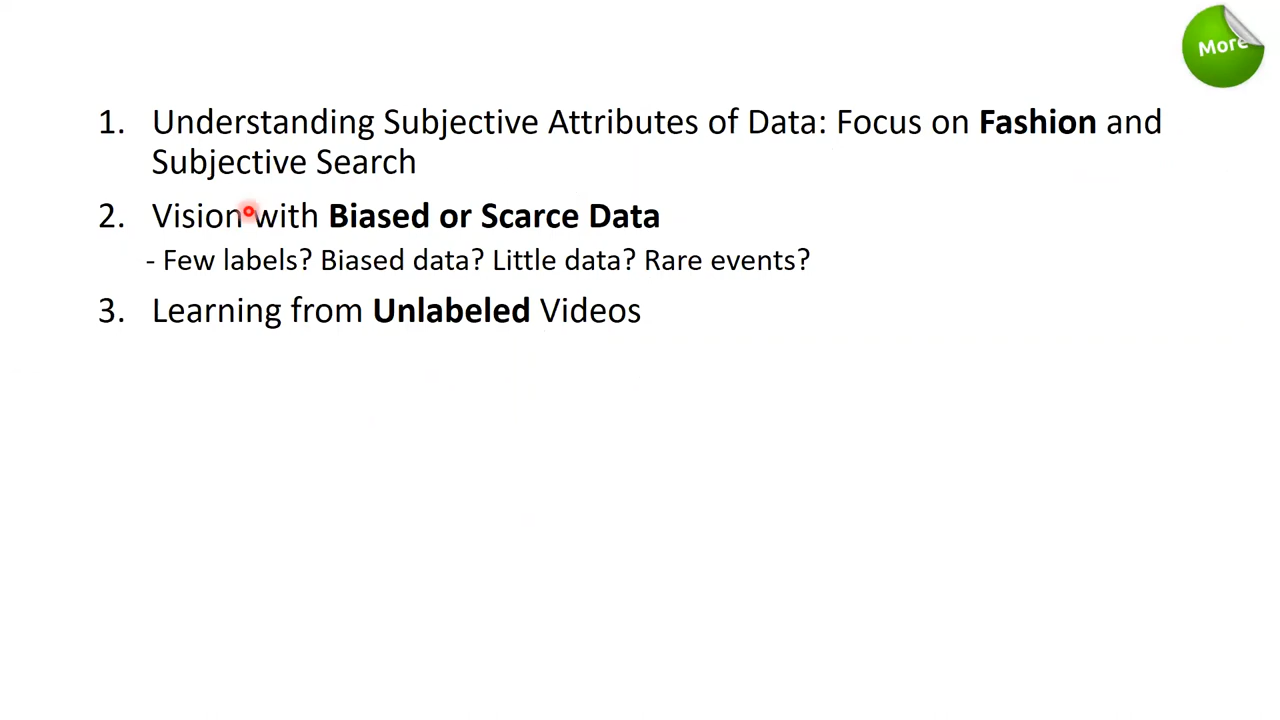 More
1. Understanding Subjective Attributes of Data: Focus on Fashion and
Subjective Search
2. Vision with Biased or Scarce Data
- Few labels? Biased data? Little data? Rare events?
3. Learning from Unlabeled Videos